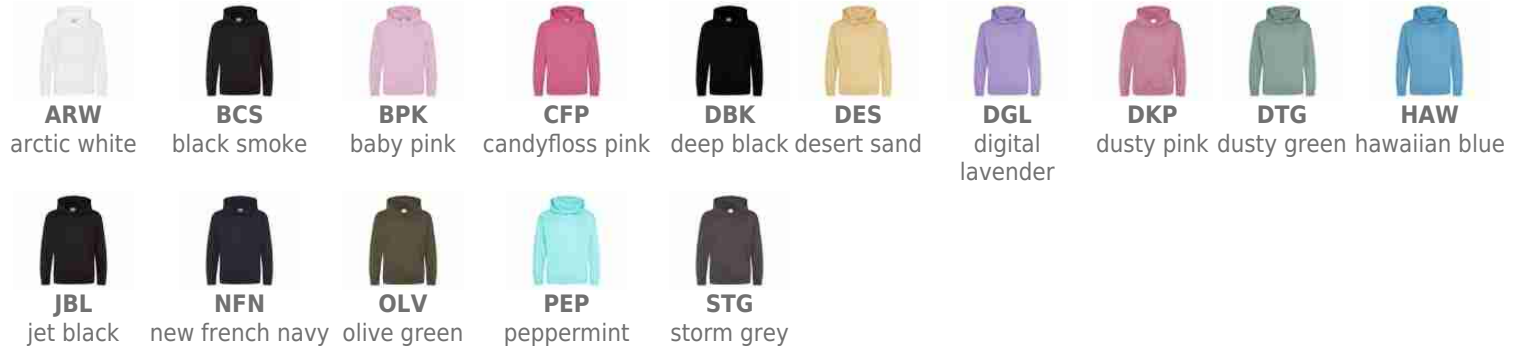 ARW BCS BPK CFP DBK DES DGL DKP DTG HAW
arctic white black smoke baby pink candyfloss pink deep black desert sand digital dusty pink dusty green hawaiian blue
lavender
JBL NFN OLV PEP STG
jet black new french navy olive green peppermint storm grey